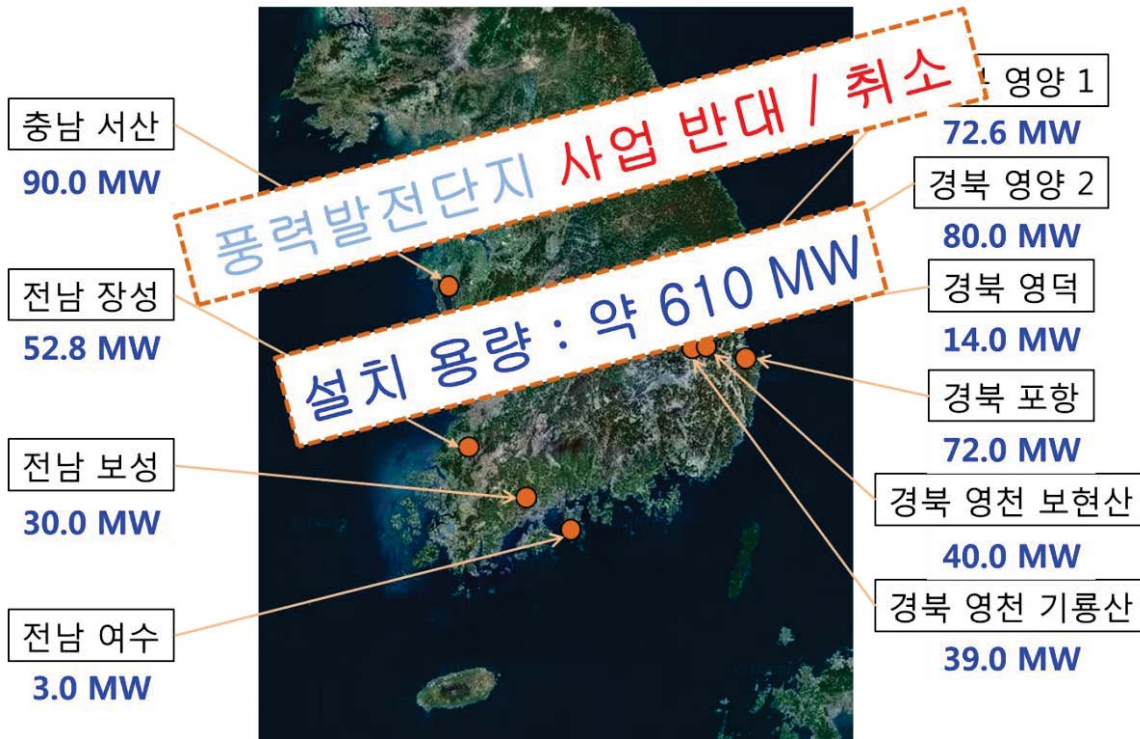 충남 서산
90.0 MW
전남 장성
52.8 MW
전남 보성
30.0 MW
전남 여수
3.0 MW
풍력발전단지 사업 반대 / 취소
설치 용량 : 약 610 MW
영양 1
72.6 MW
경북 영양 2
80.0 MW
경북 영덕
14.0 MW
경북 포항
72.0 MW
경북 영천 보현산
40.0 MW
경북 영천 기룡산
39.0 MW